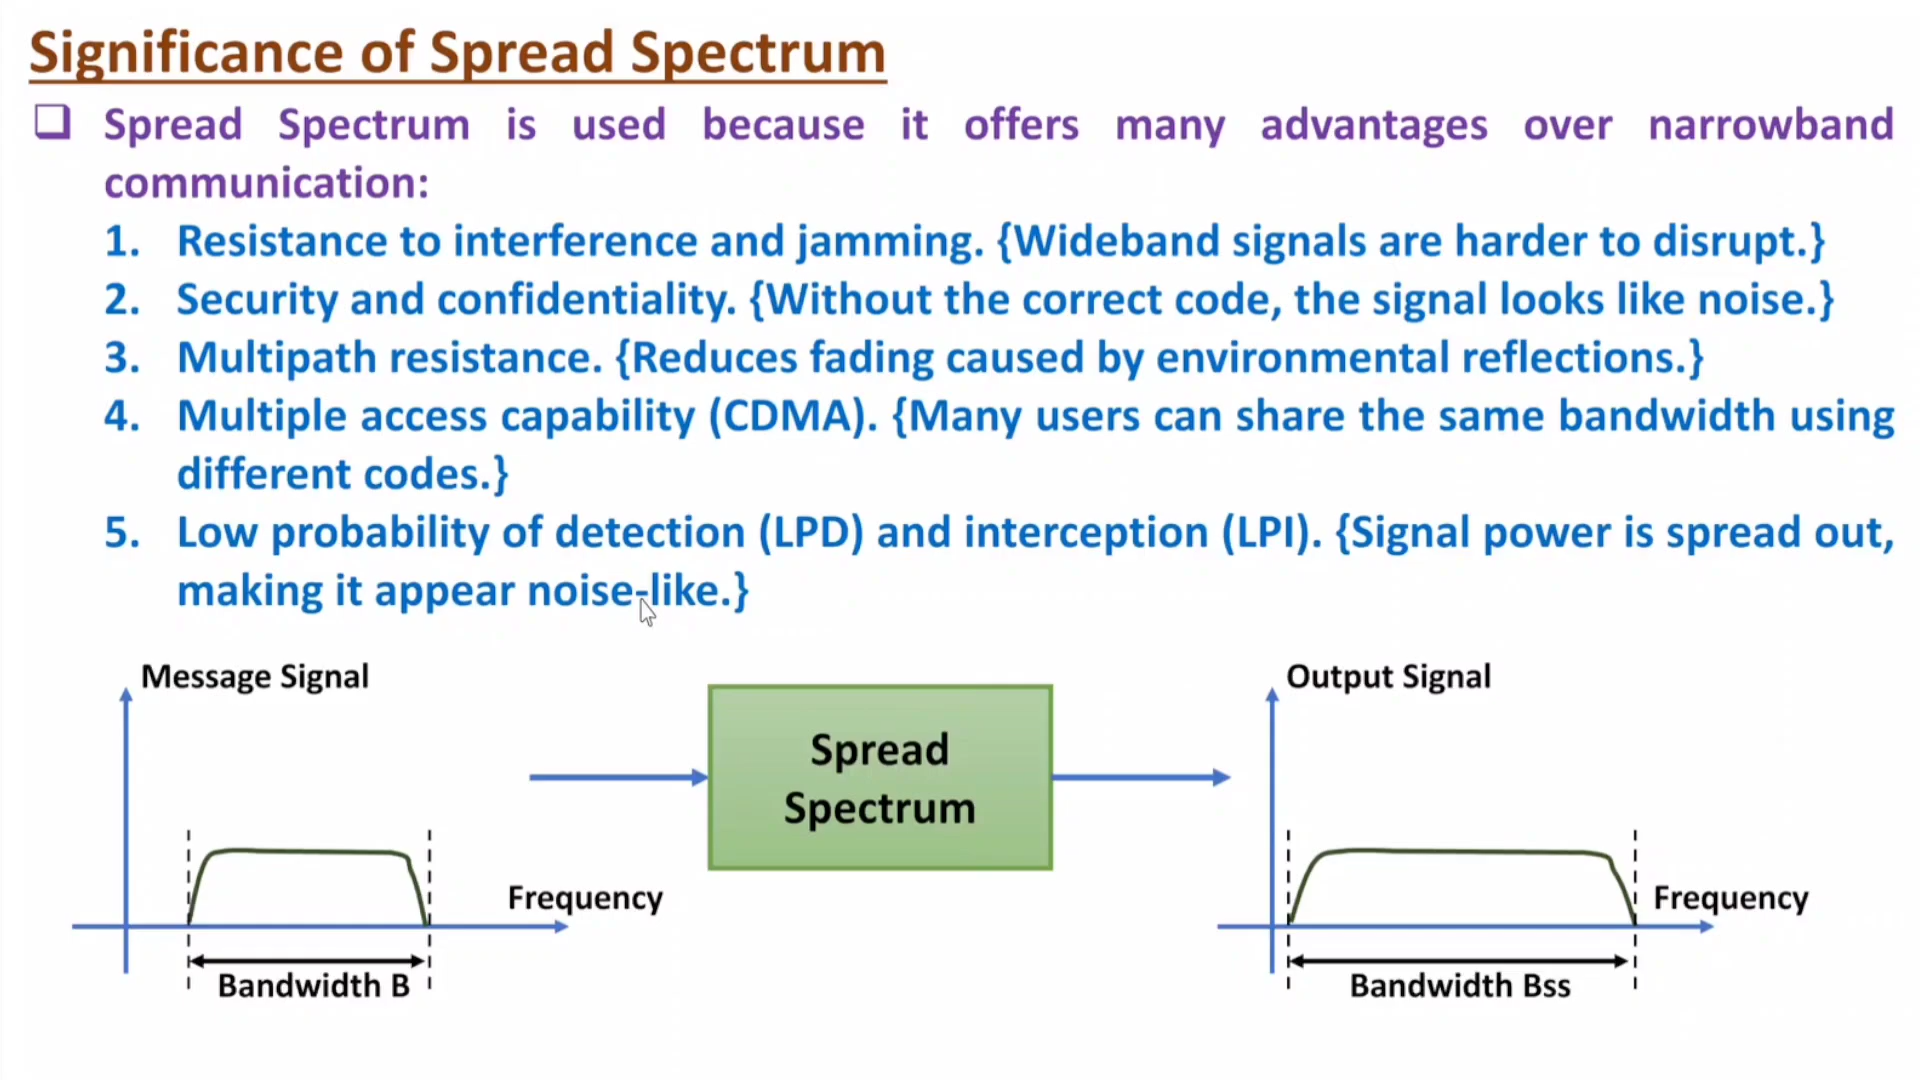 Significance of Spread Spectrum
❑ Spread Spectrum is used because it offers many advantages over narrowband
communication:
1. Resistance to interference and jamming. {Wideband signals are harder to disrupt.}
2. Security and confidentiality. {Without the correct code, the signal looks like noise.}
3. Multipath resistance. {Reduces fading caused by environmental reflections.}
4. Multiple access capability (CDMA). {Many users can share the same bandwidth using
different codes.}
5. Low probability of detection (LPD) and interception (LPI). {Signal power is spread out,
making it appear noise-like.}
Message Signal
Frequency
Bandwidth B
Spread
Spectrum
Output Signal
Frequency
Bandwidth Bss